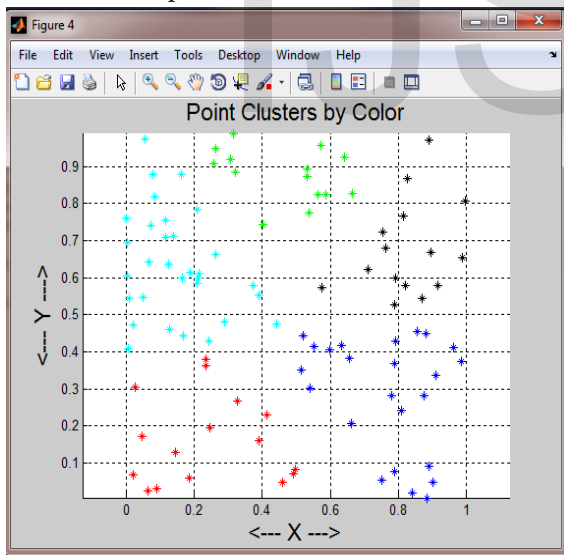 Figure 4
File Edit View Insert Tools Desktop Window Help
Point Clusters by Color
0.9
0.8
0.7
0.6
0.5
0.4
0.3
0.2
0.1
<--- Y --->
0 0.2 0.4 0.6 0.8 1
<--- X --->